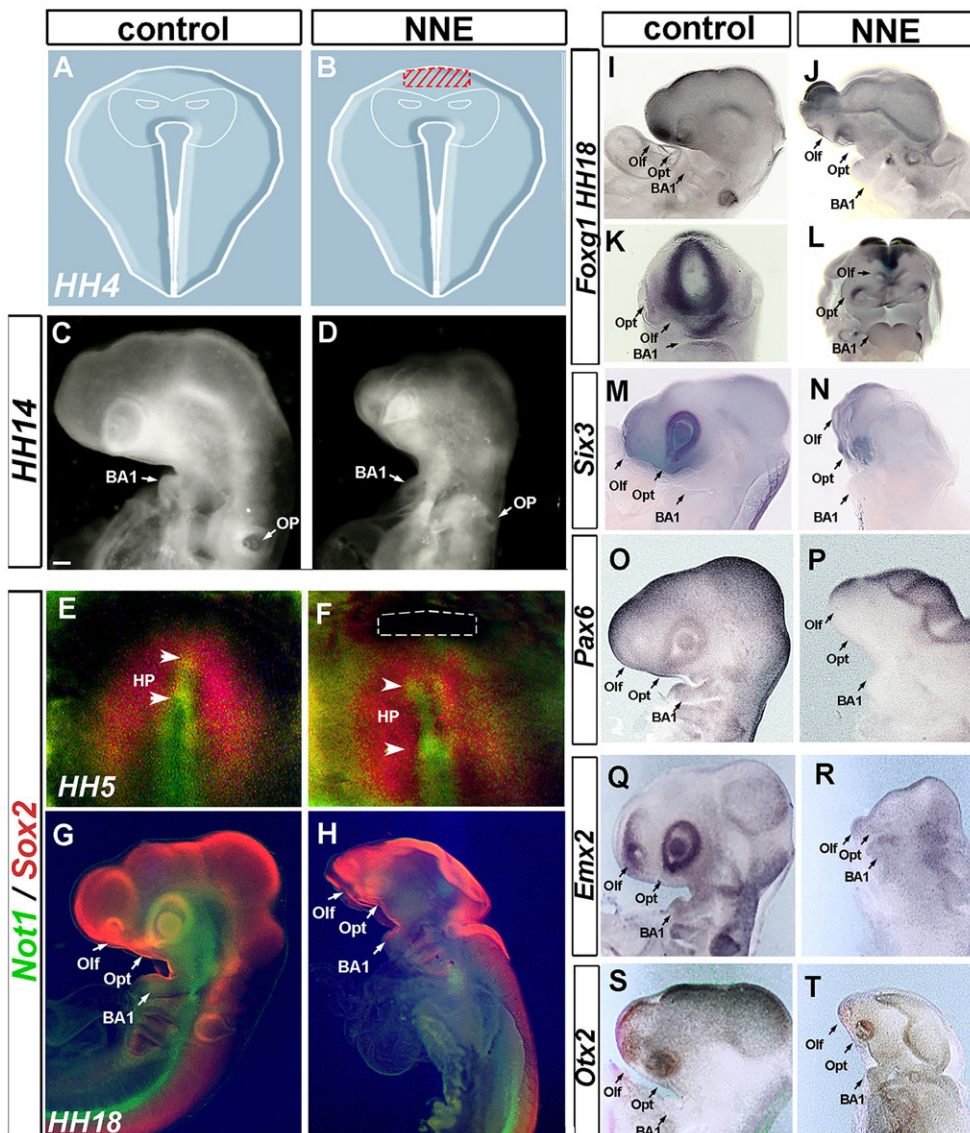 control
NNE
A
B
HH4
HH14
C
D
BA1
OP
BA1
OP
Not1 / Sox2
E
F
HP
HP
HH5
G
H
Olf
Opt
BA1
Olf
Opt
BA1
HH18
control
NNE
Foxg1 HH18
I
J
Olf
Opt
BA1
Olf
Opt
BA1
K
L
Opt
Olf
BA1
Olf
Opt
BA1
Six3
M
N
Olf
Opt
BA1
Olf
Opt
BA1
Pax6
O
P
Olf
Opt
BA1
Olf
Opt
BA1
Emx2
Q
R
Olf
Opt
BA1
Olf
Opt
BA1
Otx2
S
T
Olf
Opt
BA1
Olf
Opt
BA1